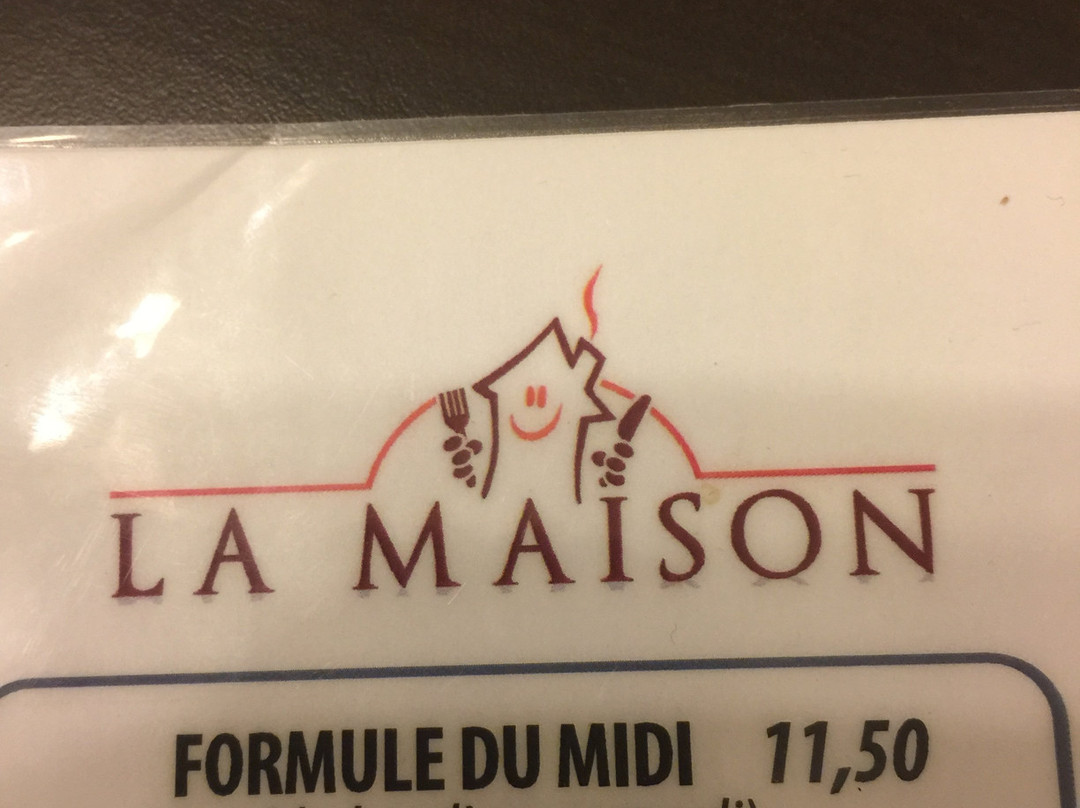 LA MAISON
FORMULE DU MIDI 11,50